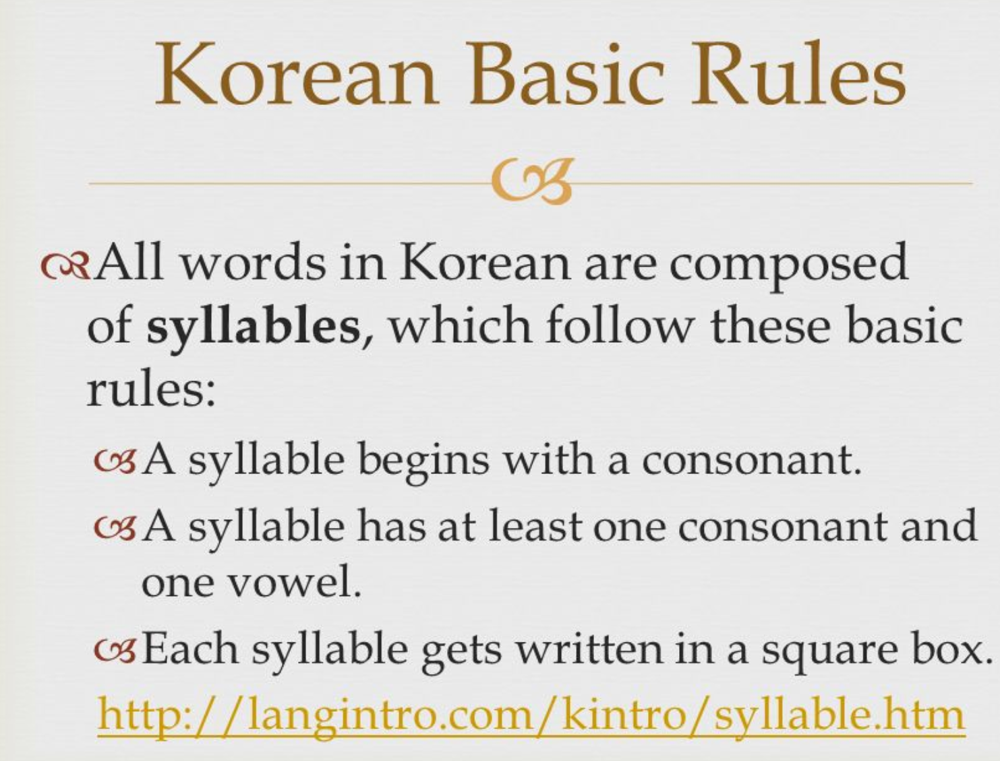 Korean Basic Rules
All words in Korean are composed
of syllables, which follow these basic
rules:
A syllable begins with a consonant.
A syllable has at least one consonant and
one vowel.
Each syllable gets written in a square box.
http://langintro.com/kintro/syllable.htm